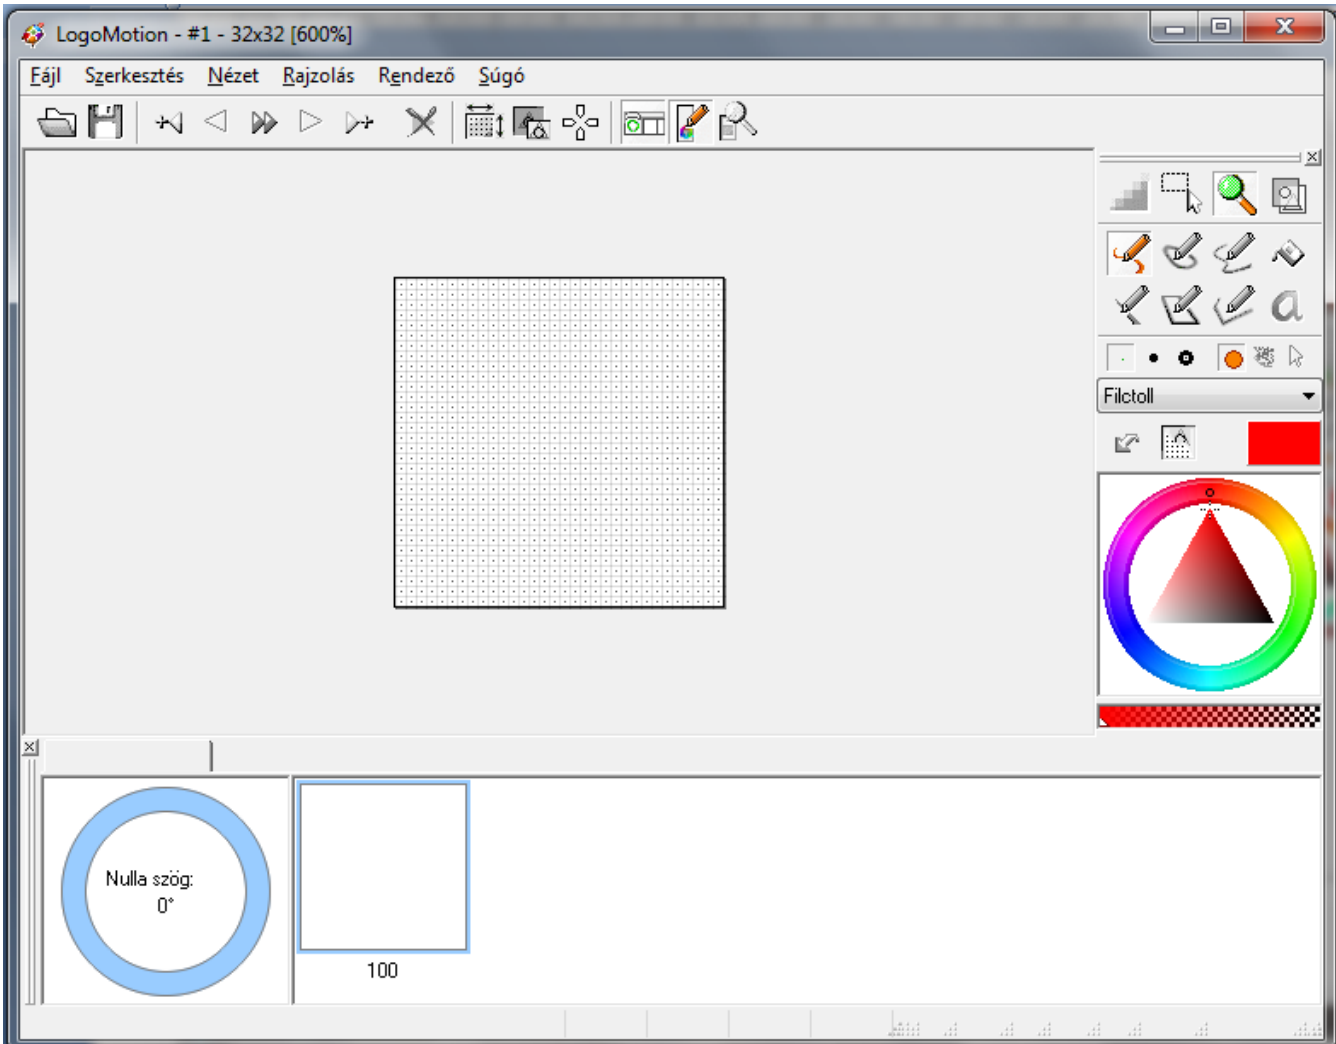 LogoMotion - #1 - 32x32 [600%]
Fájl Szerkesztés Nézet Rajzolás Rendező Súgó
Filctoll
Nulla szög:
0°
100